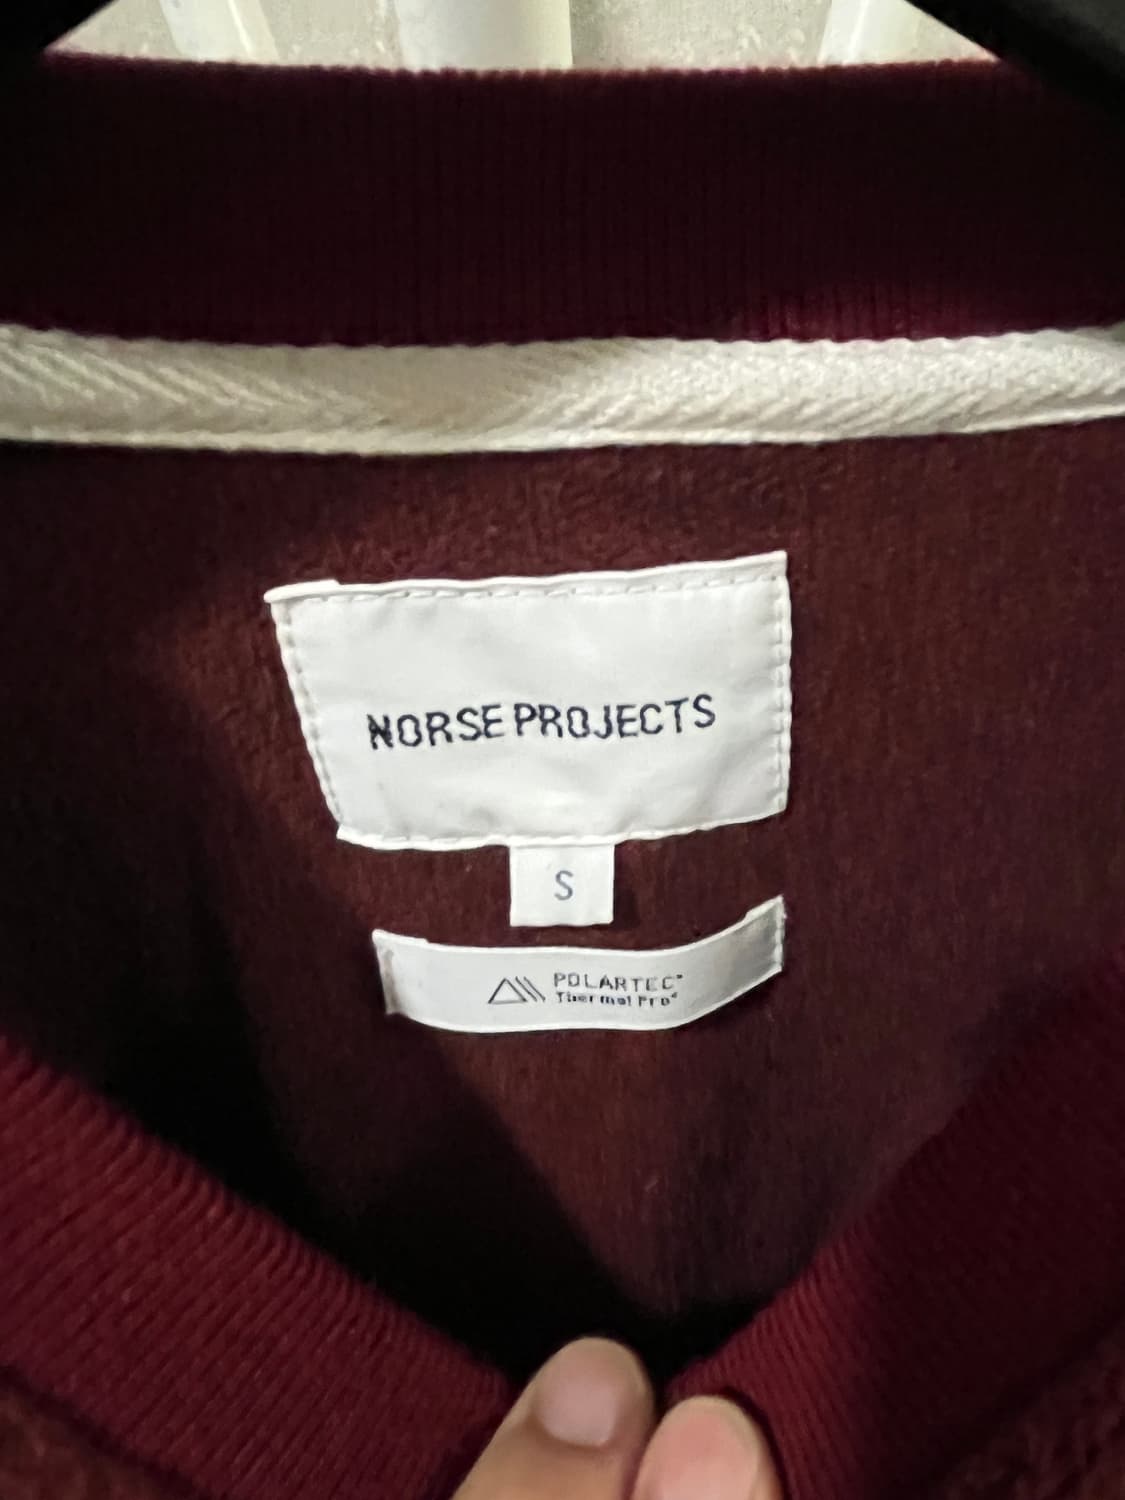 NORSE PROJECTS
S
POLARTEC®
Thermal Pro®